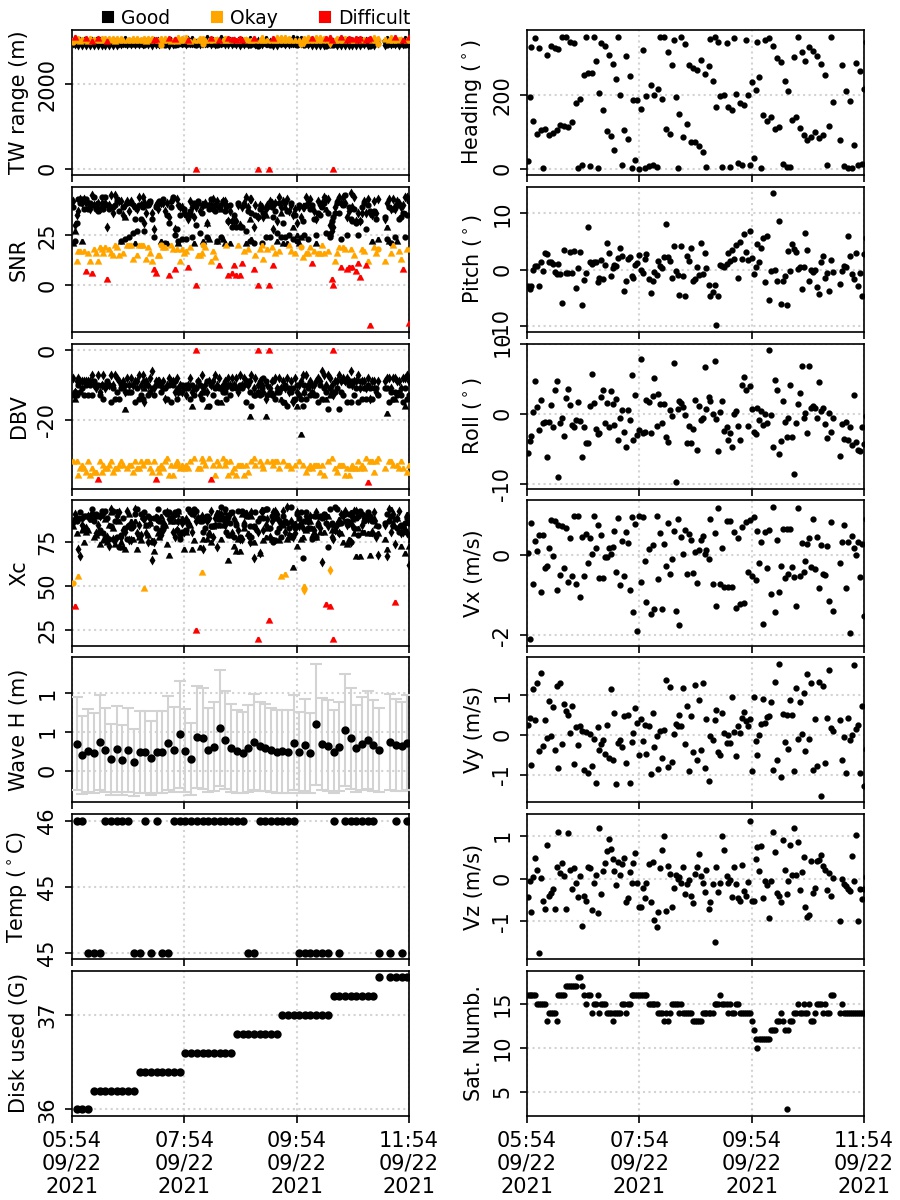 Good Okay Difficult
TW range (m)
2000
0
Heading (°)
200
0
SNR
25
0
Pitch (°)
10
0
-10
DBV
0
-20
Roll (°)
10
0
-10
Xc
75
50
25
Vx (m/s)
0
-2
Wave H (m)
1
1
0
Vy (m/s)
1
0
-1
Temp (°C)
46
45
45
Vz (m/s)
1
0
-1
Disk used (G)
37
36
Sat. Numb.
15
10
5
05:54 07:54 09:54 11:54 05:54 07:54 09:54 11:54
09/22 09/22 09/22 09/22 09/22 09/22 09/22 09/22
2021 2021 2021 2021 2021 2021 2021 2021